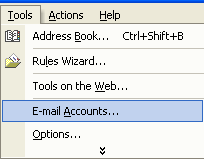 Tools Actions Help
Address Book... Ctrl+Shift+B
Rules Wizard...
Tools on the Web...
E-mail Accounts...
Options...